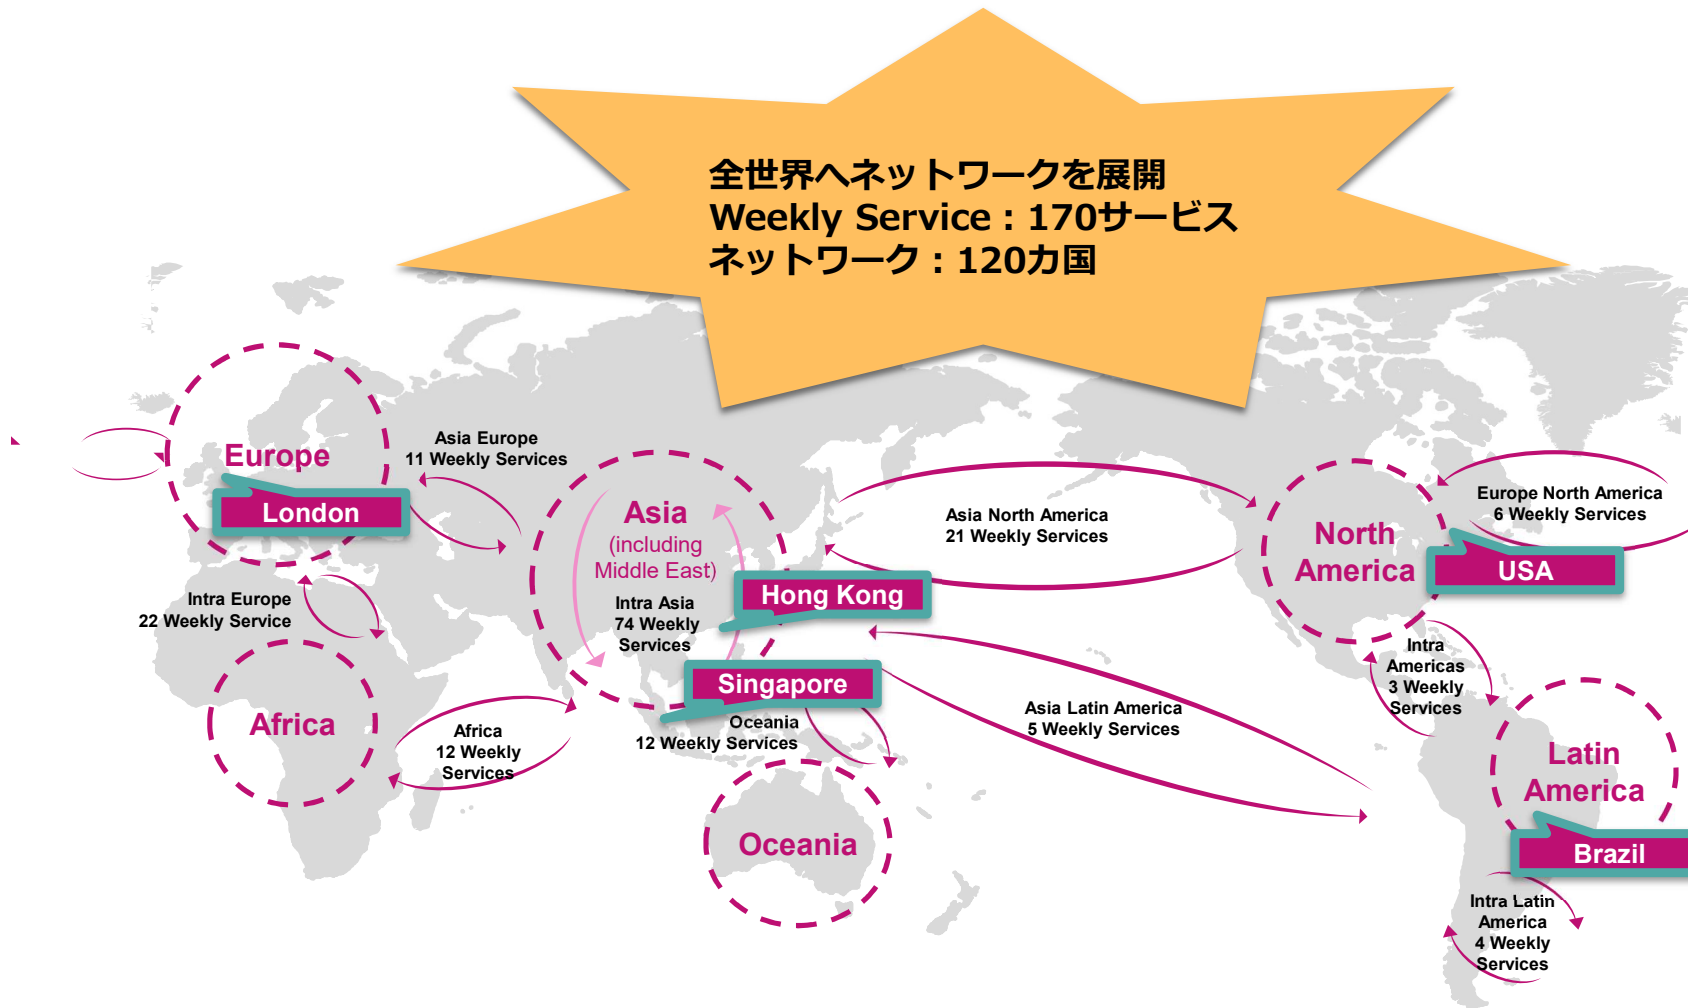 全世界へネットワークを展開
Weekly Service：170サービス
ネットワーク：120カ国
Europe
London
Asia Europe
11 Weekly Services
Asia
(including
Middle East)
Intra Asia
74 Weekly
Services
Hong Kong
Singapore
Asia North America
21 Weekly Services
North
America
USA
Europe North America
6 Weekly Services
Intra Europe
22 Weekly Service
Africa
Africa
12 Weekly
Services
Oceania
12 Weekly Services
Oceania
Asia Latin America
5 Weekly Services
Intra
Americas
3 Weekly
Services
Latin
America
Brazil
Intra Latin
America
4 Weekly
Services